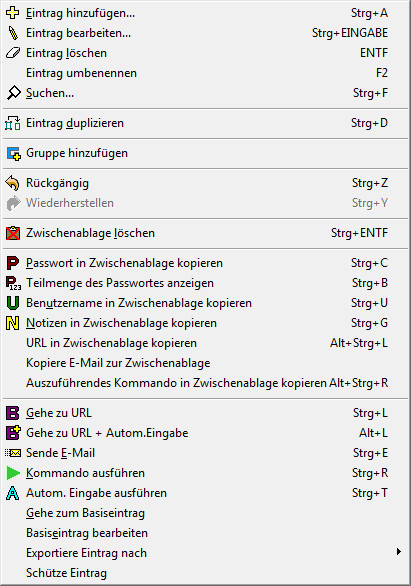 Eintrag hinzufügen... Strg+A
Eintrag bearbeiten... Strg+EINGABE
Eintrag löschen ENTF
Eintrag umbenennen F2
Suchen... Strg+F
Eintrag duplizieren Strg+D
Gruppe hinzufügen
Rückgängig Strg+Z
Wiederherstellen Strg+Y
Zwischenablage löschen Strg+ENTF
P Passwort in Zwischenablage kopieren Strg+C
P123 Teilmenge des Passwortes anzeigen Strg+B
U Benutzername in Zwischenablage kopieren Strg+U
N Notizen in Zwischenablage kopieren Strg+G
URL in Zwischenablage kopieren Alt+Strg+L
Kopiere E-Mail zur Zwischenablage
Auszuführendes Kommando in Zwischenablage kopieren Alt+Strg+R
B Gehe zu URL Strg+L
B Gehe zu URL + Autom.Eingabe Alt+L
Sende E-Mail Strg+E
Kommando ausführen Strg+R
A Autom. Eingabe ausführen Strg+T
Gehe zum Basiseintrag
Basiseintrag bearbeiten
Exportiere Eintrag nach
Schütze Eintrag